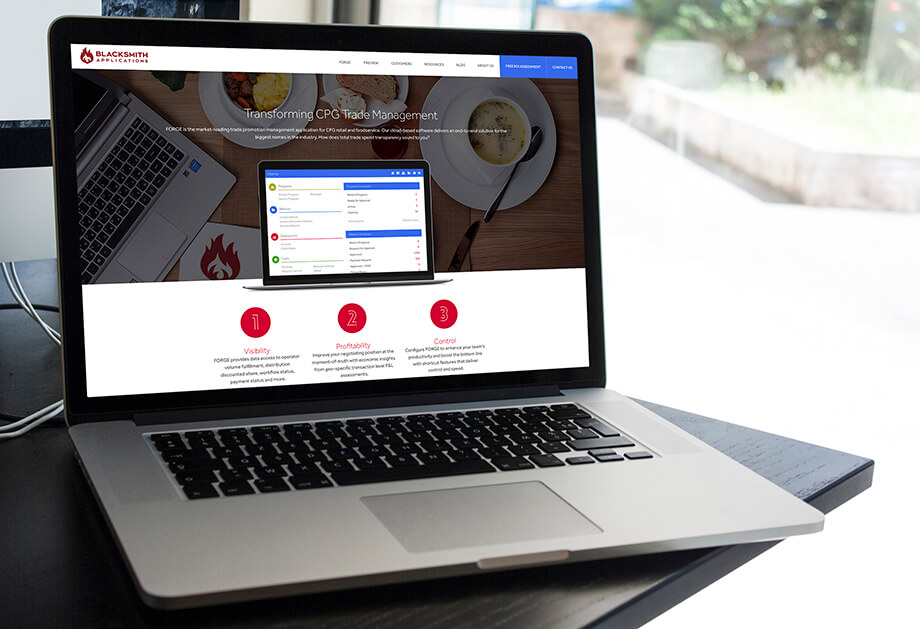 BLACKSMITH
APPLICATIONS
FORGE PREVIEW CUSTOMERS RESOURCES BLOG ABOUT US FREE ROI ASSESSMENT CONTACT US
Transforming CPG Trade Management
FORGE is the market-leading trade promotion management application for CPG retail and foodservice. Our cloud-based software delivers an end-to-end solution for the
biggest names in the industry. How does total trade spend transparency sound to you?
1
2
3
Visibility
FORGE provides data access to operator
volume fulfillment, distribution
discounted share, workflow status,
payment status and more.
Profitability
Improve your negotiating position at the
moment-of-truth with economic insights
from geo-specific transaction level P&L
assessments.
Control
Configure FORGE to enhance your team's
productivity and boost the bottom line
with shortcut features that deliver
control and speed.